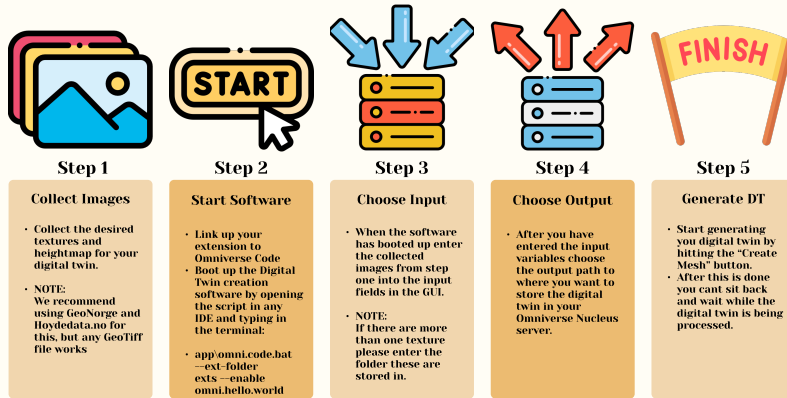 START
FINISH
Step 1
Step 2
Step 3
Step 4
Step 5
Collect Images
• Collect the desired
textures and
heightmap for your
digital twin.
• NOTE:
We recommend
using GeoNorge and
Hoydedata.no for
this, but any GeoTiff
file works
Start Software
• Link up your
extension to
Omniverse Code
• Boot up the Digital
Twin creation
software by opening
the script in any
IDE and typing in
the terminal:
• app\omni.code.bat
--ext-folder
exts --enable
omni.hello.world
Choose Input
• When the software
has booted up enter
the collected
images from step
one into the input
fields in the GUI.
• NOTE:
If there are more
than one texture
please enter the
folder these are
stored in.
Choose Output
• After you have
entered the input
variables choose
the output path to
where you want to
store the digital
twin in your
Omniverse Nucleus
server.
Generate DT
• Start generating
you digital twin by
hitting the “Create
Mesh” button.
• After this is done
you cant sit back
and wait while the
digital twin is being
processed.